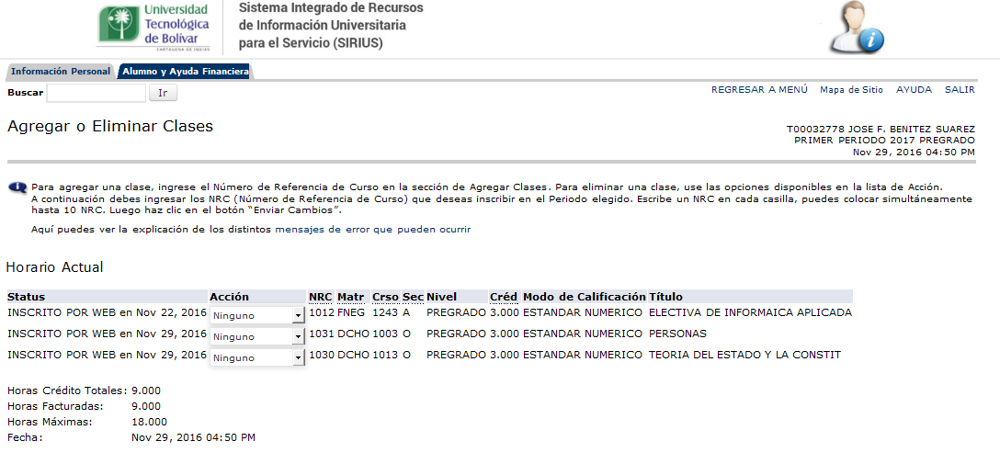 Universidad
Tecnológica
de Bolívar
CARTAGENA DE INDIAS
Sistema Integrado de Recursos
de Información Universitaria
para el Servicio (SIRIUS)
Información Personal Alumno y Ayuda Financiera
Buscar Ir
REGRESAR A MENÚ Mapa de Sitio AYUDA SALIR
Agregar o Eliminar Clases
T00032778 JOSE F. BENITEZ SUAREZ
PRIMER PERIODO 2017 PREGRADO
Nov 29, 2016 04:50 PM
Para agregar una clase, ingrese el Número de Referencia de Curso en la sección de Agregar Clases. Para eliminar una clase, use las opciones disponibles en la lista de Acción.
A continuación debes ingresar los NRC (Número de Referencia de Curso) que deseas inscribir en el Periodo elegido. Escribe un NRC en cada casilla, puedes colocar simultáneamente
hasta 10 NRC. Luego haz clic en el botón “Enviar Cambios”.
Aquí puedes ver la explicación de los distintos mensajes de error que pueden ocurrir
Horario Actual
Status Acción NRC Matr Crso Sec Nivel Créd Modo de Calificación Título
INSCRITO POR WEB en Nov 22, 2016 Ninguno 1012 FNEG 1243 A PREGRADO 3.000 ESTANDAR NUMERICO ELECTIVA DE INFORMAICA APLICADA
INSCRITO POR WEB en Nov 29, 2016 Ninguno 1031 DCHO 1003 O PREGRADO 3.000 ESTANDAR NUMERICO PERSONAS
INSCRITO POR WEB en Nov 29, 2016 Ninguno 1030 DCHO 1013 O PREGRADO 3.000 ESTANDAR NUMERICO TEORIA DEL ESTADO Y LA CONSTIT
Horas Crédito Totales: 9.000
Horas Facturadas: 9.000
Horas Máximas: 18.000
Fecha: Nov 29, 2016 04:50 PM